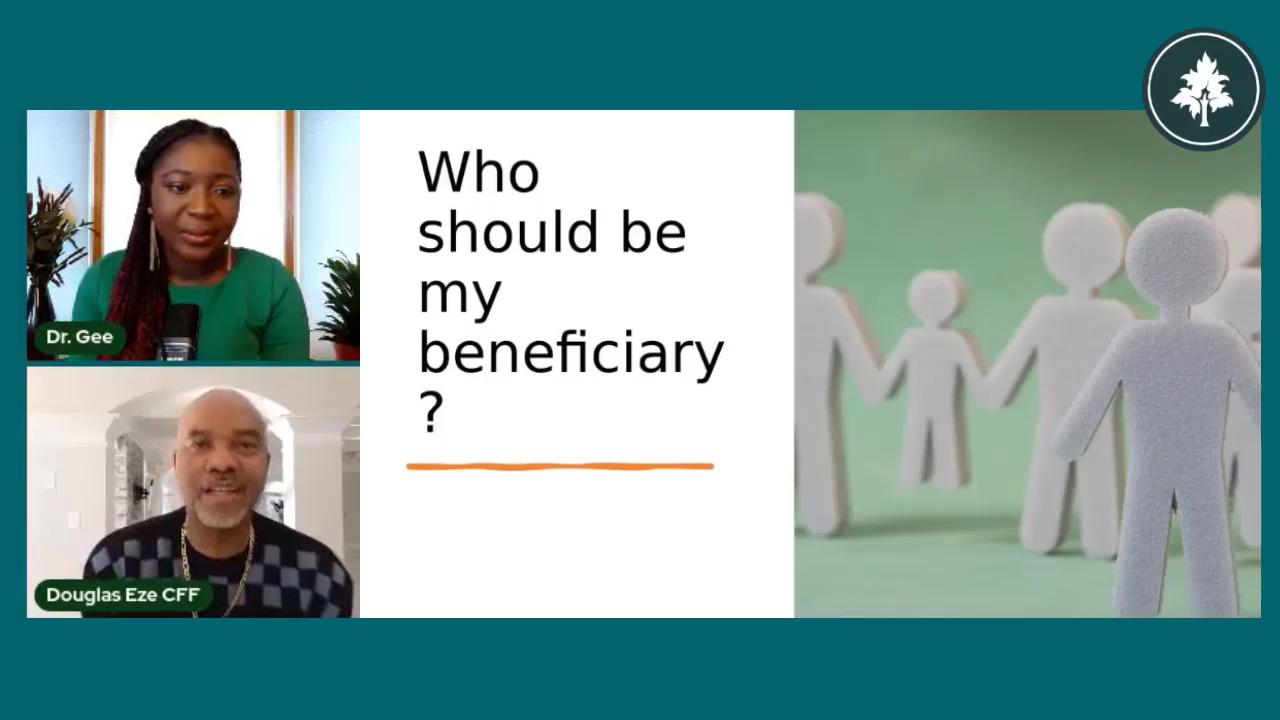 Who
should be
my
beneficiary
?
Dr. Gee
Douglas Eze CFF